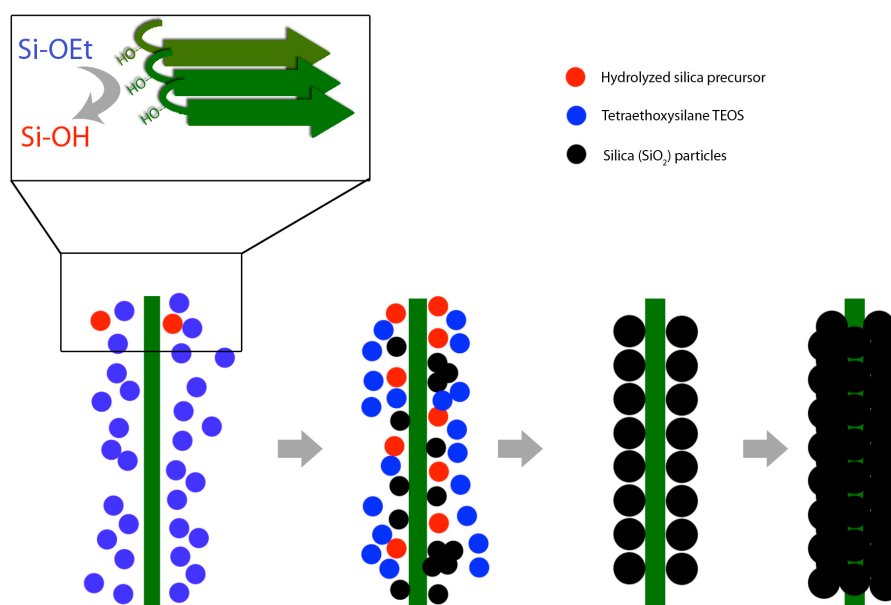 Si-OEt
HO
HO
HO
Si-OH
Hydrolyzed silica precursor
Tetraethoxysilane TEOS
Silica (SiO₂) particles